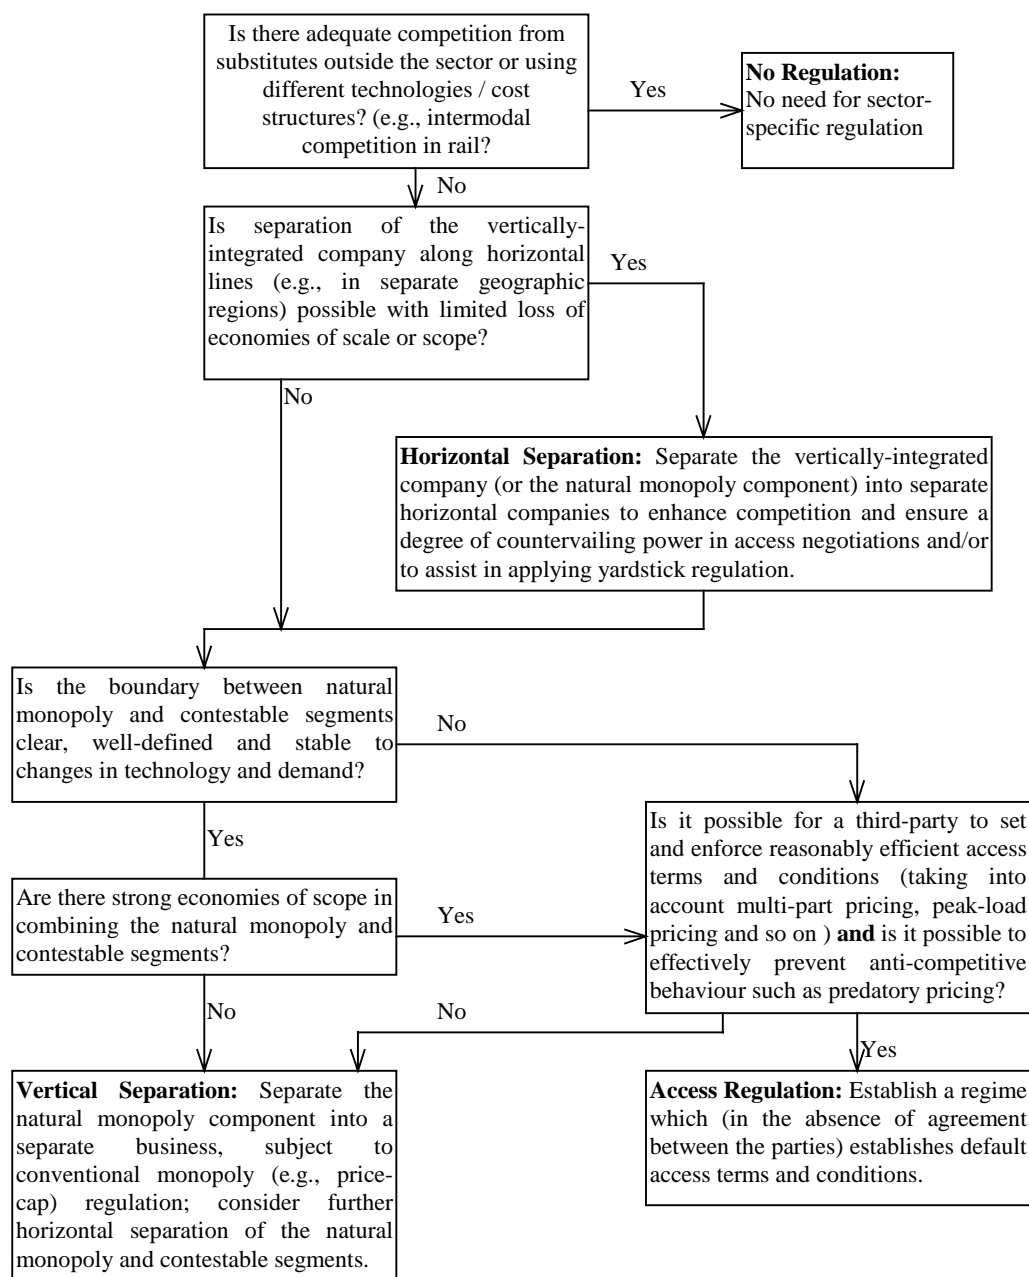 Is there adequate competition from
substitutes outside the sector or using
different technologies / cost
structures? (e.g., intermodal
competition in rail?
Yes
No Regulation:
No need for sector-
specific regulation
No
Is separation of the vertically-
integrated company along horizontal
lines (e.g., in separate geographic
regions) possible with limited loss of
economies of scale or scope?
Yes
No
Horizontal Separation: Separate the vertically-integrated
company (or the natural monopoly component) into separate
horizontal companies to enhance competition and ensure a
degree of countervailing power in access negotiations and/or
to assist in applying yardstick regulation.
Is the boundary between natural
monopoly and contestable segments
clear, well-defined and stable to
changes in technology and demand?
No
Yes
Is it possible for a third-party to set
and enforce reasonably efficient access
terms and conditions (taking into
account multi-part pricing, peak-load
pricing and so on ) and is it possible to
effectively prevent anti-competitive
behaviour such as predatory pricing?
Are there strong economies of scope in
combining the natural monopoly and
contestable segments?
Yes
No
No
Yes
Vertical Separation: Separate the
natural monopoly component into a
separate business, subject to
conventional monopoly (e.g., price-
cap) regulation; consider further
horizontal separation of the natural
monopoly and contestable segments.
Access Regulation: Establish a regime
which (in the absence of agreement
between the parties) establishes default
access terms and conditions.